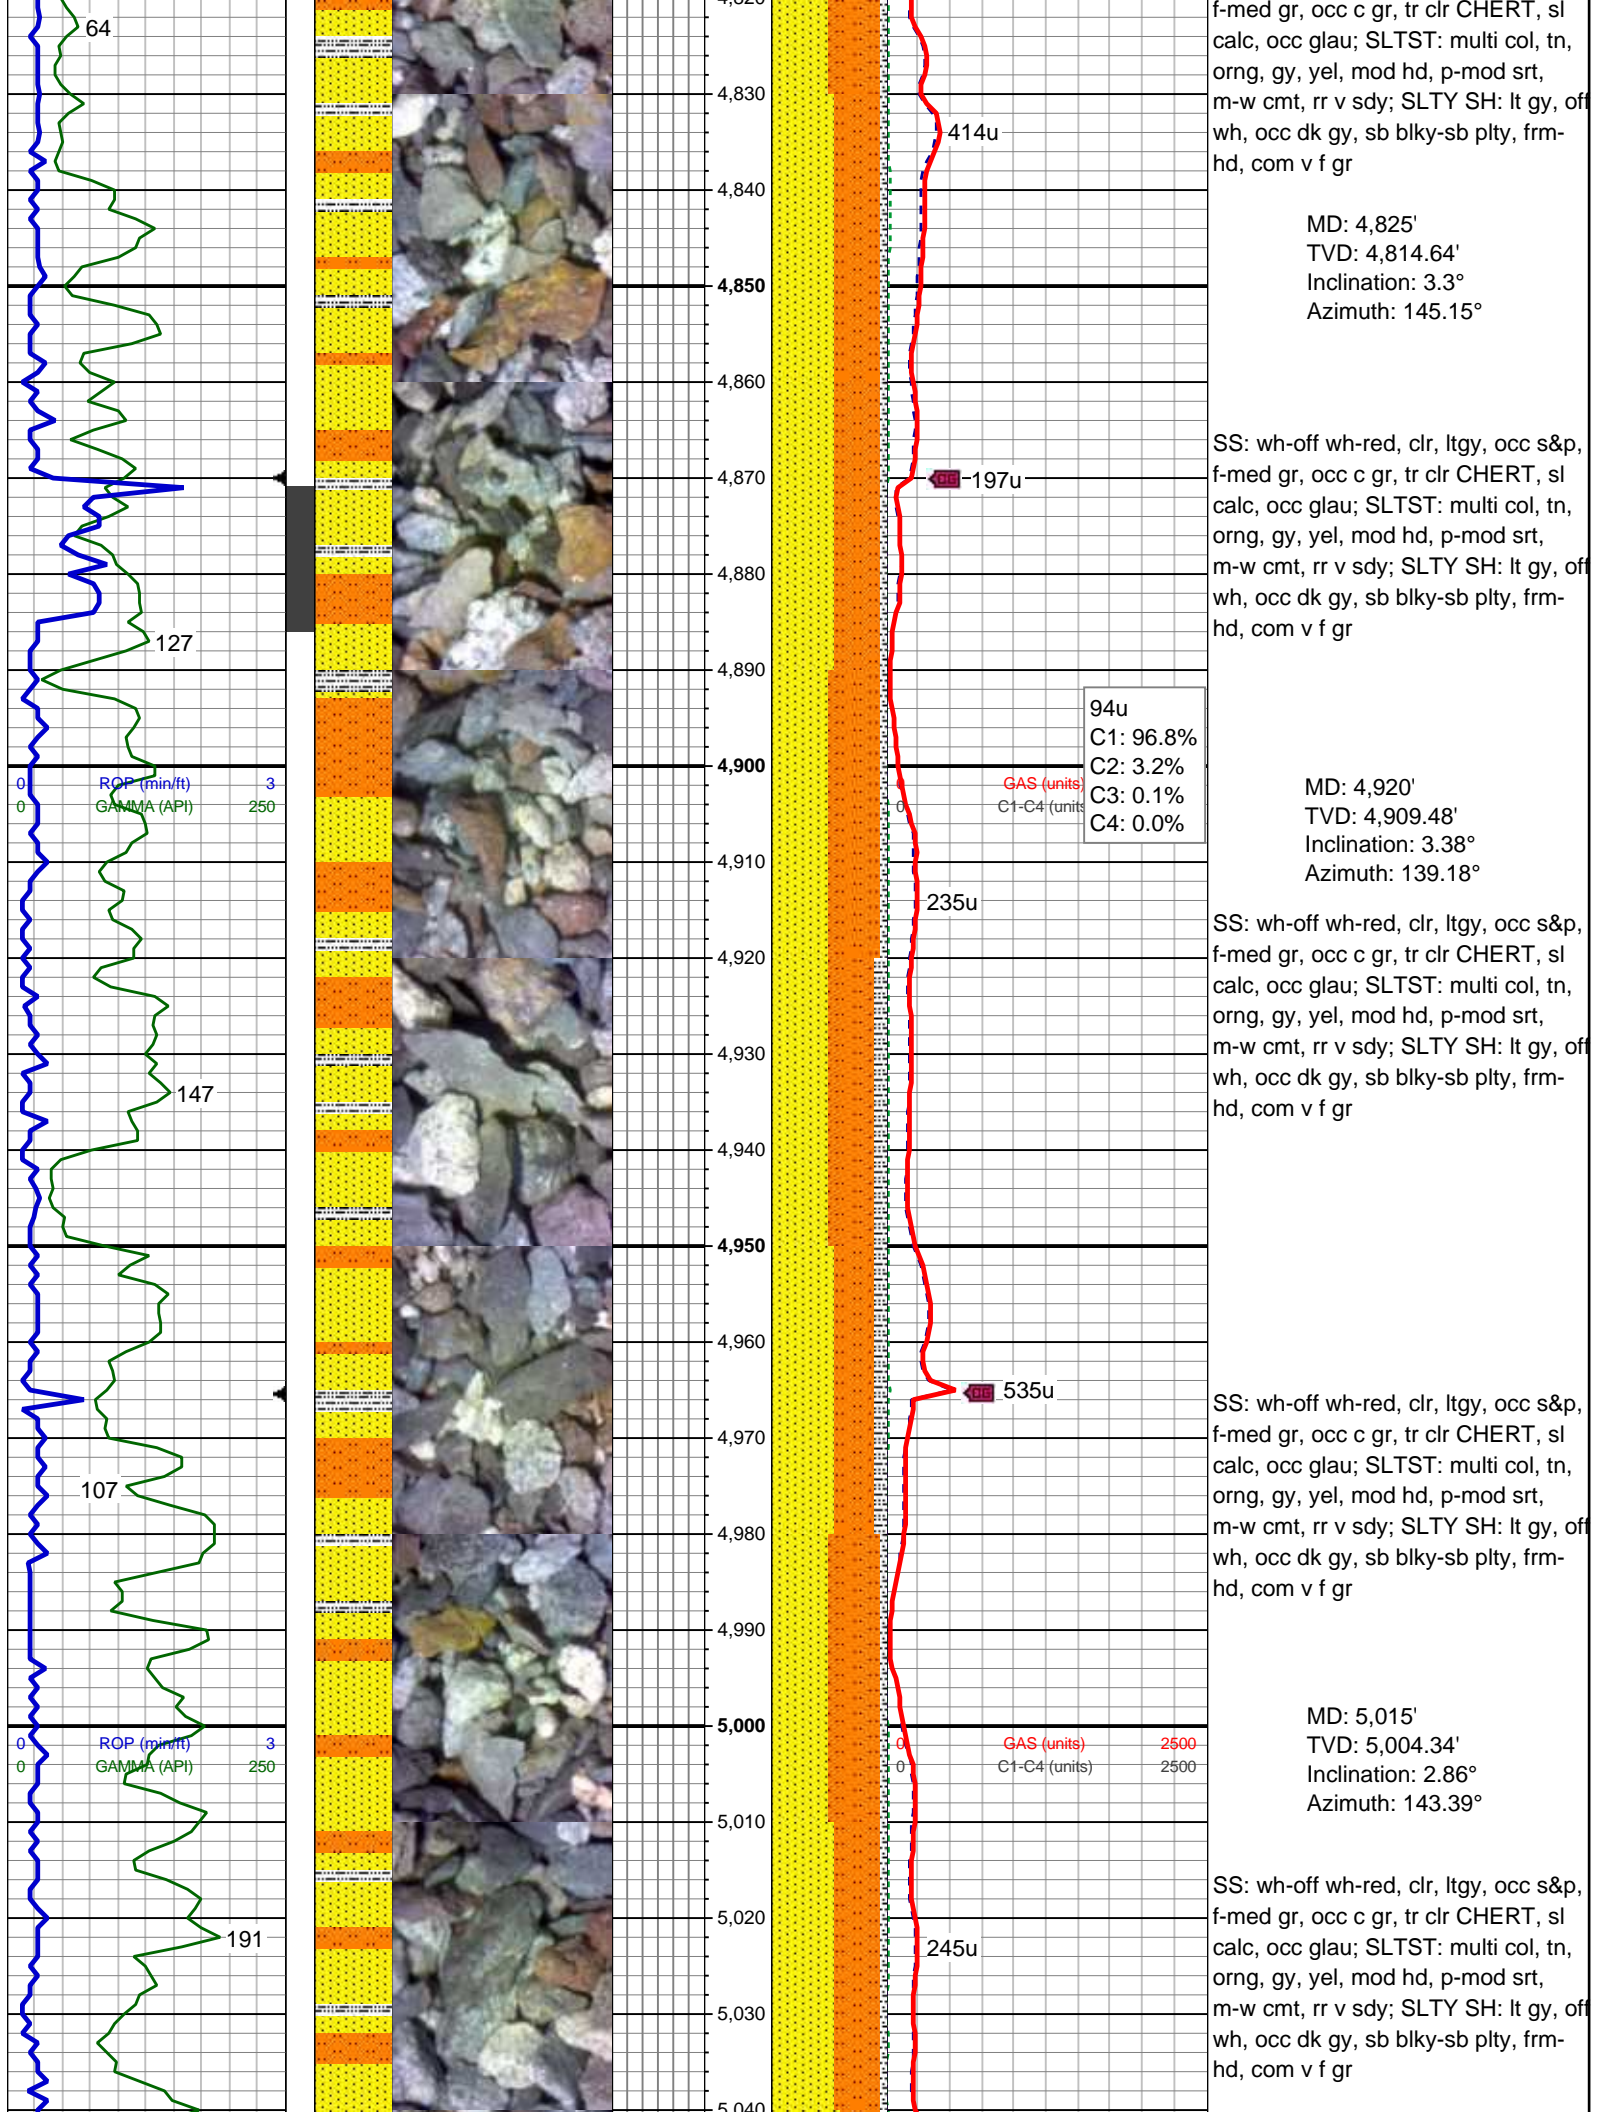 4,820
f-med gr, occ c gr, tr clr CHERT, sl
calc, occ glau; SLTST: multi col, tn,
orng, gy, yel, mod hd, p-mod srt,
m-w cmt, rr v sdy; SLTY SH: lt gy, off
wh, occ dk gy, sb blky-sb plty, frm-
hd, com v f gr
64
4,830
414u
4,840
MD: 4,825'
TVD: 4,814.64'
Inclination: 3.3°
Azimuth: 145.15°
4,850
4,860
SS: wh-off wh-red, clr, ltgy, occ s&p,
f-med gr, occ c gr, tr clr CHERT, sl
calc, occ glau; SLTST: multi col, tn,
orng, gy, yel, mod hd, p-mod srt,
m-w cmt, rr v sdy; SLTY SH: lt gy, off
wh, occ dk gy, sb blky-sb plty, frm-
hd, com v f gr
4,870
CG
197u
4,880
127
4,890
94u
C1: 96.8%
C2: 3.2%
C3: 0.1%
C4: 0.0%
4,900
0 ROP (min/ft) 3
0 GAMMA (API) 250
GAS (units)
0 C1-C4 (units
MD: 4,920'
TVD: 4,909.48'
Inclination: 3.38°
Azimuth: 139.18°
4,910
235u
SS: wh-off wh-red, clr, ltgy, occ s&p,
f-med gr, occ c gr, tr clr CHERT, sl
calc, occ glau; SLTST: multi col, tn,
orng, gy, yel, mod hd, p-mod srt,
m-w cmt, rr v sdy; SLTY SH: lt gy, off
wh, occ dk gy, sb blky-sb plty, frm-
hd, com v f gr
4,920
4,930
147
4,940
4,950
4,960
CG
535u
SS: wh-off wh-red, clr, ltgy, occ s&p,
f-med gr, occ c gr, tr clr CHERT, sl
calc, occ glau; SLTST: multi col, tn,
orng, gy, yel, mod hd, p-mod srt,
m-w cmt, rr v sdy; SLTY SH: lt gy, off
wh, occ dk gy, sb blky-sb plty, frm-
hd, com v f gr
4,970
107
4,980
4,990
5,000
0 ROP (min/ft) 3
0 GAMMA (API) 250
0 GAS (units) 2500
0 C1-C4 (units) 2500
MD: 5,015'
TVD: 5,004.34'
Inclination: 2.86°
Azimuth: 143.39°
5,010
SS: wh-off wh-red, clr, ltgy, occ s&p,
f-med gr, occ c gr, tr clr CHERT, sl
calc, occ glau; SLTST: multi col, tn,
orng, gy, yel, mod hd, p-mod srt,
m-w cmt, rr v sdy; SLTY SH: lt gy, off
wh, occ dk gy, sb blky-sb plty, frm-
hd, com v f gr
5,020
191
245u
5,030
5,040